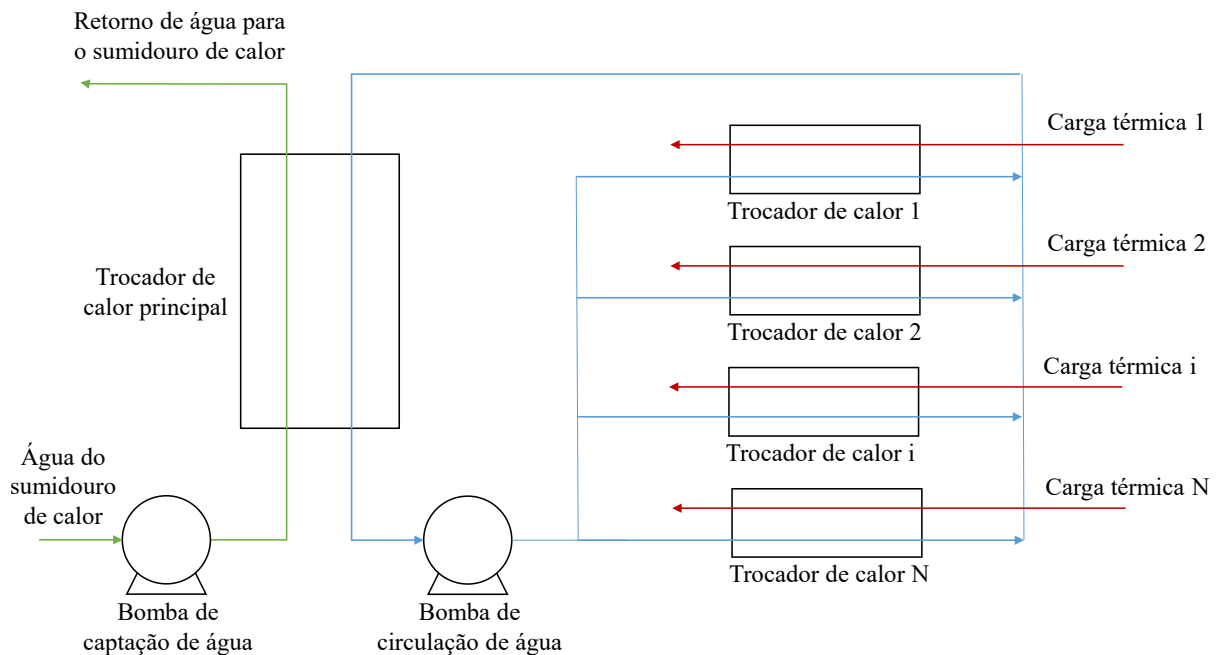 Retorno de água para
o sumidouro de calor
Carga térmica 1
Trocador de calor 1
Carga térmica 2
Trocador de
calor principal
Trocador de calor 2
Carga térmica i
Trocador de calor i
Água do
sumidouro
de calor
Carga térmica N
Trocador de calor N
Bomba de
captação de água
Bomba de
circulação de água